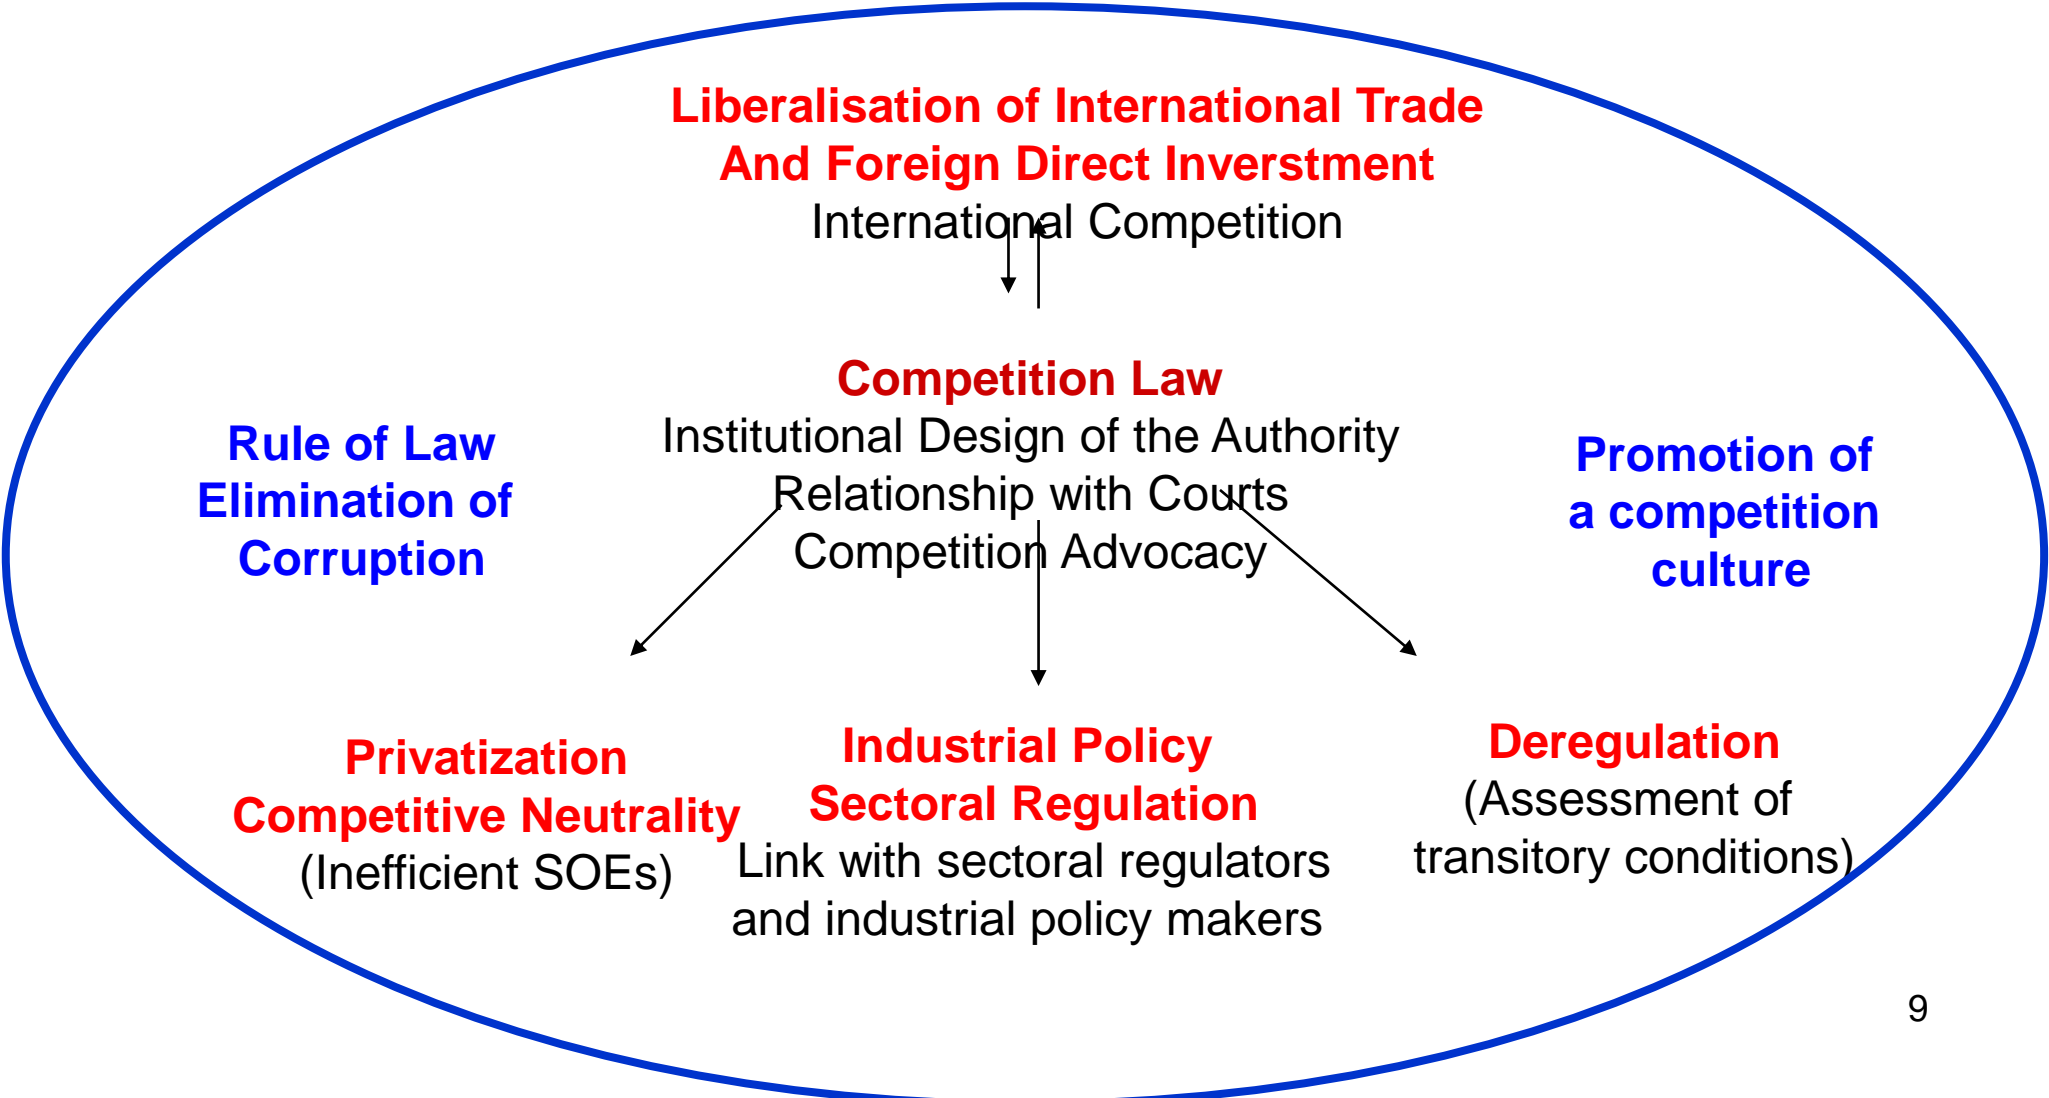 Liberalisation of International Trade
And Foreign Direct Inverstment
International Competition
Competition Law
Institutional Design of the Authority
Relationship with Courts
Competition Advocacy
Rule of Law
Elimination of
Corruption
Promotion of
a competition
culture
Privatization
Competitive Neutrality
(Inefficient SOEs)
Industrial Policy
Sectoral Regulation
Link with sectoral regulators
and industrial policy makers
Deregulation
(Assessment of
transitory conditions)
9